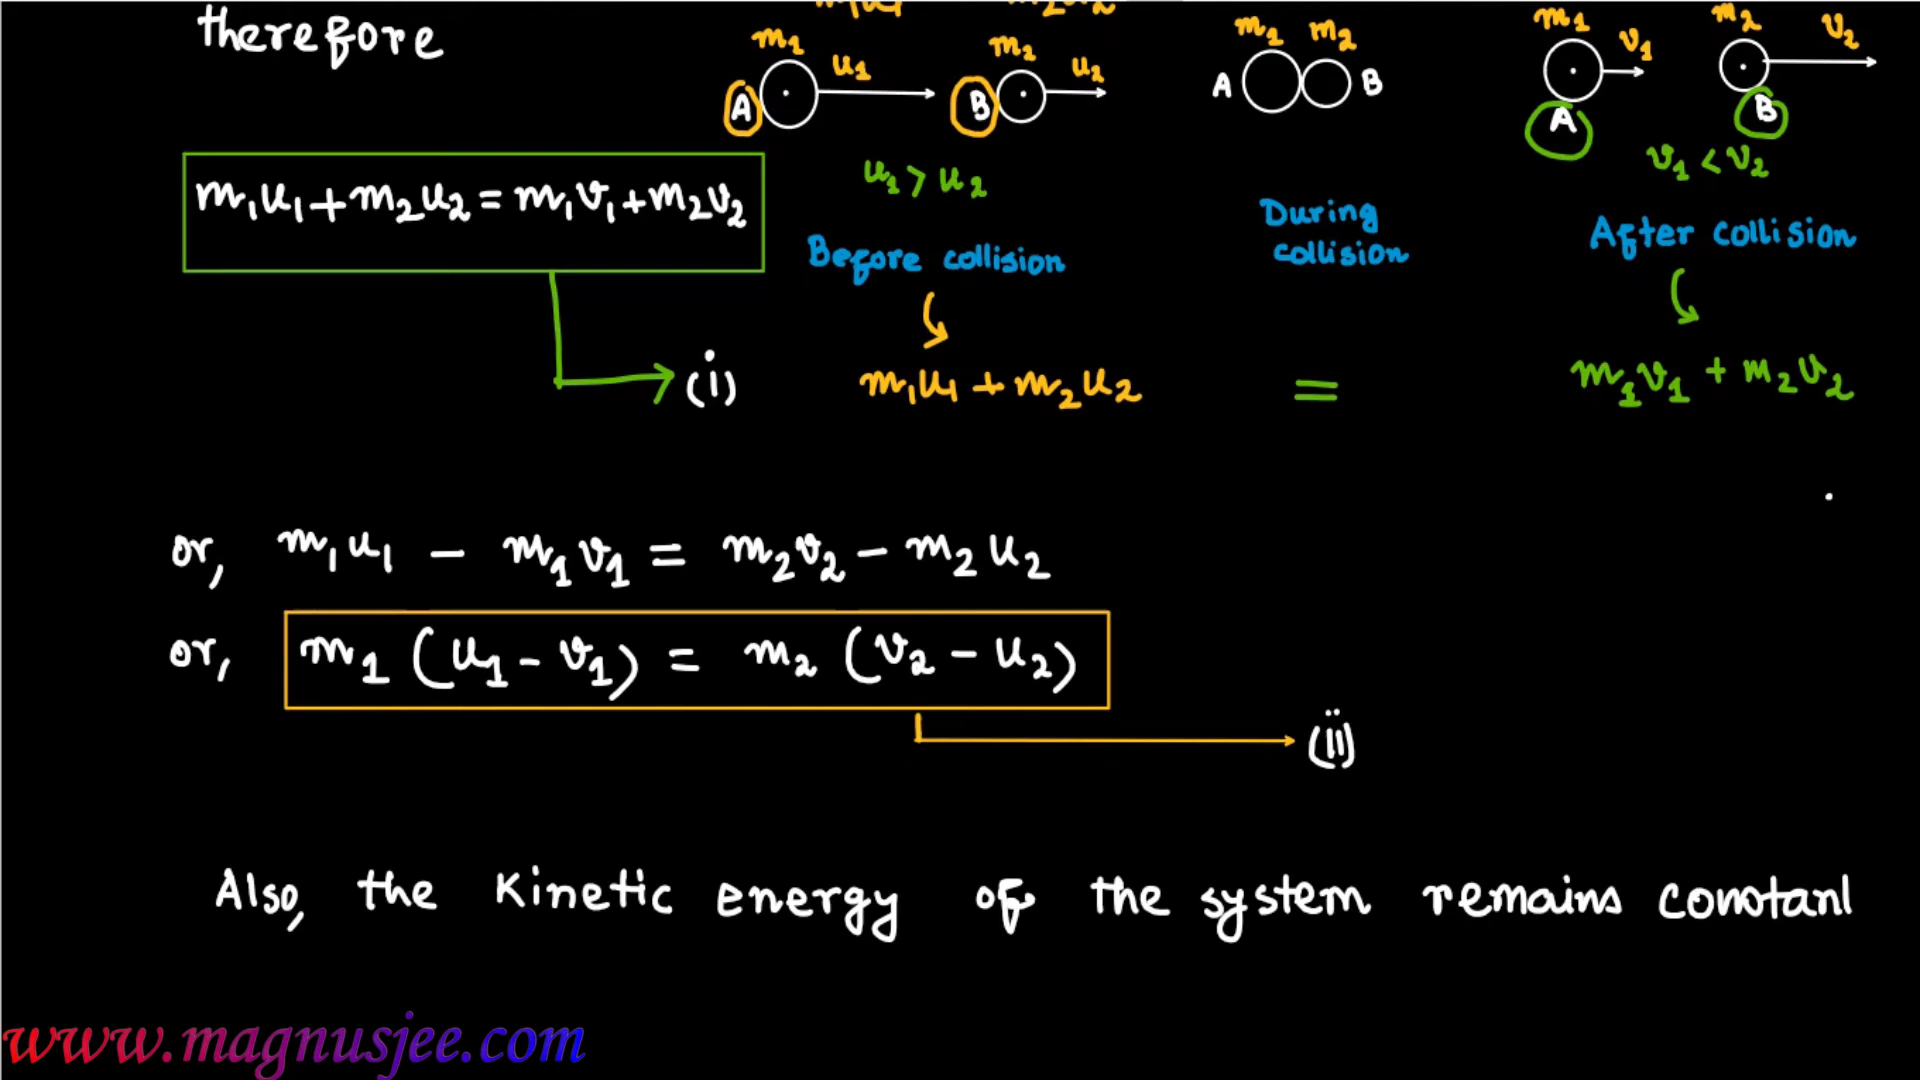 therefore
m₁ m₂ m₁ m₂ m₁ m₂
u₁ u₂ v₁ v₂
A B A B A B
m₁u₁+m₂u₂=m₁v₁+m₂v₂
u₁>u₂ v₁<v₂
Before collision During collision After collision
(i) m₁u₁+m₂u₂ = m₁v₁+m₂v₂
or, m₁u₁ - m₁v₁ = m₂v₂-m₂u₂
or, m₁(u₁-v₁) = m₂(v₂-u₂)
(ii)
Also, the Kinetic energy of the system remains constant
www.magnusjee.com